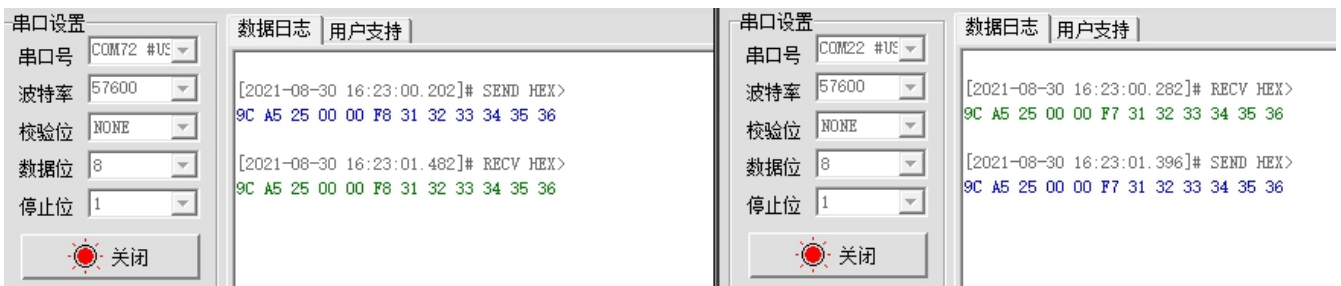 串口设置
串口号 COM72 #US
波特率 57600
校验位 NONE
数据位 8
停止位 1
关闭
数据日志 用户支持
[2021-08-30 16:23:00.202]# SEND HEX>
9C A5 25 00 00 F8 31 32 33 34 35 36
[2021-08-30 16:23:01.482]# RECV HEX>
9C A5 25 00 00 F8 31 32 33 34 35 36
串口设置
串口号 COM22 #US
波特率 57600
校验位 NONE
数据位 8
停止位 1
关闭
数据日志 用户支持
[2021-08-30 16:23:00.282]# RECV HEX>
9C A5 25 00 00 F7 31 32 33 34 35 36
[2021-08-30 16:23:01.396]# SEND HEX>
9C A5 25 00 00 F7 31 32 33 34 35 36